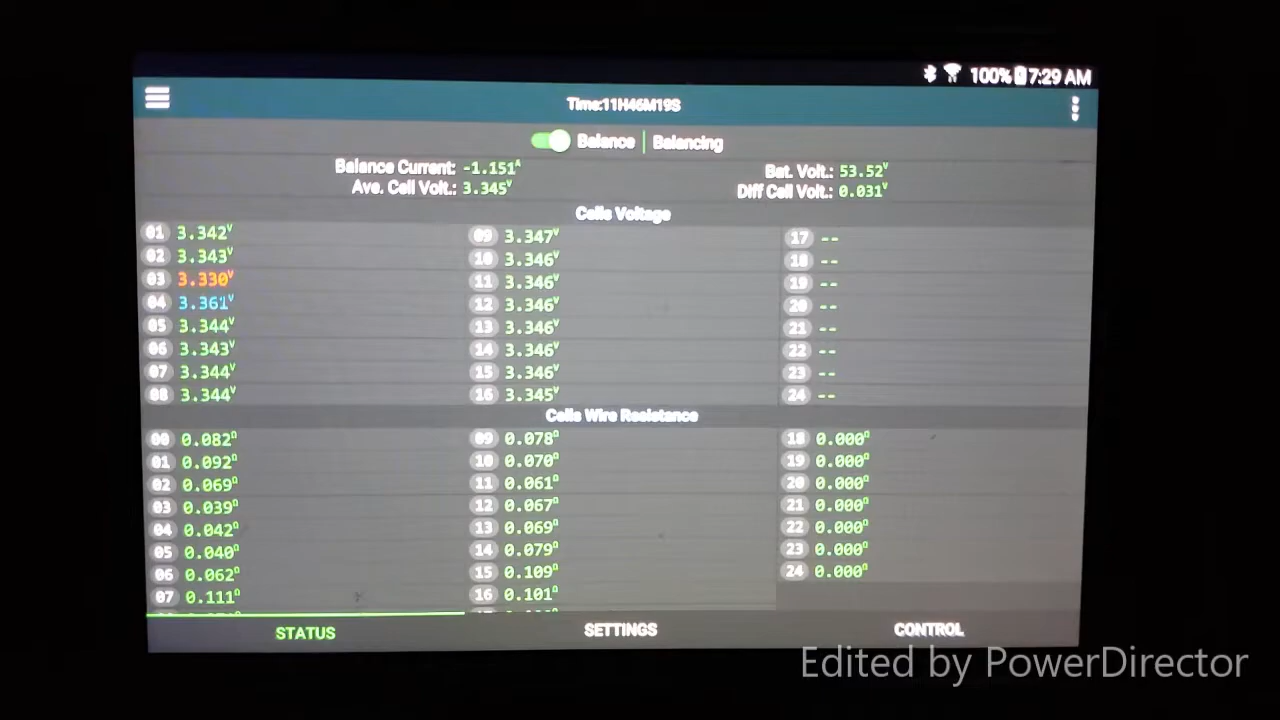 100% 7:29 AM
Time:11H46M19S
Balance | Balancing
Balance Current: -1.151A Bat. Volt.: 53.52V
Ave. Cell Volt.: 3.345V Diff Cell Volt.: 0.031V
Cells Voltage
01 3.342V 09 3.347V 17 --
02 3.343V 10 3.346V 18 --
03 3.330V 11 3.346V 19 --
04 3.361V 12 3.346V 20 --
05 3.344V 13 3.346V 21 --
06 3.343V 14 3.346V 22 --
07 3.344V 15 3.346V 23 --
08 3.344V 16 3.345V 24 --
Cells Wire Resistance
00 0.082Ω 09 0.078Ω 18 0.000Ω
01 0.092Ω 10 0.070Ω 19 0.000Ω
02 0.069Ω 11 0.061Ω 20 0.000Ω
03 0.039Ω 12 0.067Ω 21 0.000Ω
04 0.042Ω 13 0.069Ω 22 0.000Ω
05 0.040Ω 14 0.079Ω 23 0.000Ω
06 0.062Ω 15 0.109Ω 24 0.000Ω
07 0.111Ω 16 0.101Ω
STATUS SETTINGS CONTROL
Edited by PowerDirector